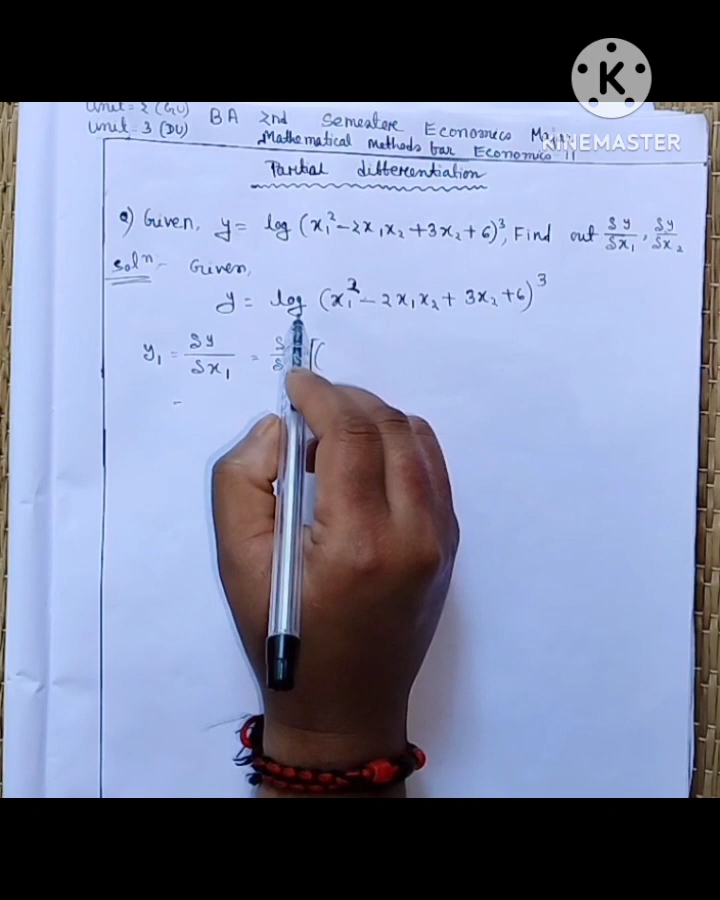 Unit = 2 (GU)
Unit = 3 (DU)
BA 2nd Semester Economics
KINEMASTER
Mathematical Methods for Economics II
Partial differentiation
Q) Given, y = log (x₁² − 2x₁x₂ + 3x₂ + 6)³, Find out δy/δx₁, δy/δx₂
Solⁿ - Given,
y = log (x₁² − 2x₁x₂ + 3x₂ + 6)³
y₁ = δy/δx₁ =